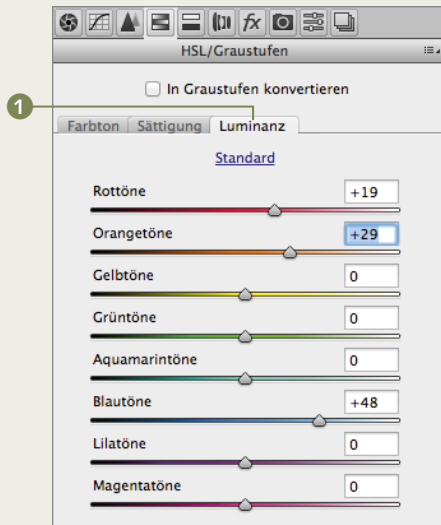 fx
HSL/Graustufen
In Graustufen konvertieren
1
Farbton Sättigung Luminanz
Standard
Rottöne +19
Orangetöne +29
Gelbtöne 0
Grüntöne 0
Aquamarintöne 0
Blautöne +48
Lilatöne 0
Magentatöne 0